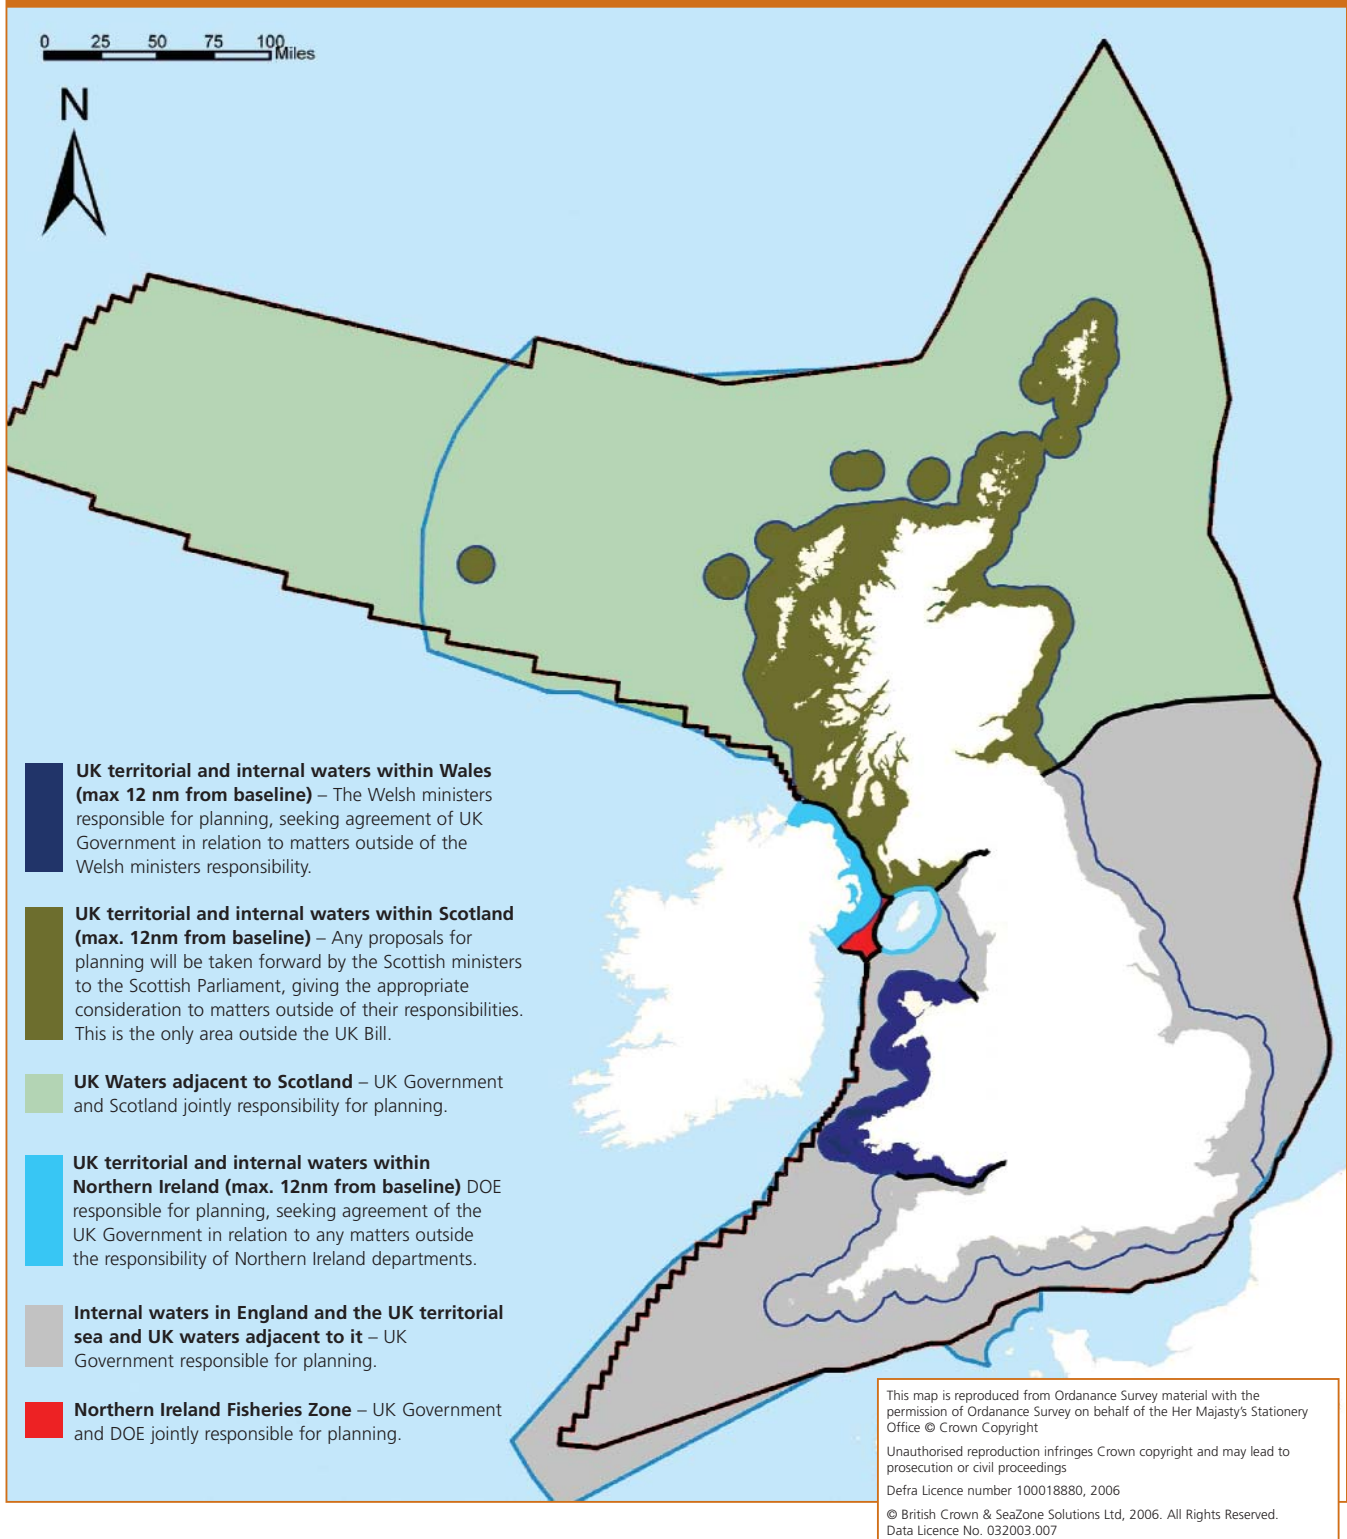 0 25 50 75 100
Miles
N
UK territorial and internal waters within Wales
(max 12 nm from baseline) – The Welsh ministers
responsible for planning, seeking agreement of UK
Government in relation to matters outside of the
Welsh ministers responsibility.
UK territorial and internal waters within Scotland
(max. 12nm from baseline) – Any proposals for
planning will be taken forward by the Scottish ministers
to the Scottish Parliament, giving the appropriate
consideration to matters outside of their responsibilities.
This is the only area outside the UK Bill.
UK Waters adjacent to Scotland – UK Government
and Scotland jointly responsibility for planning.
UK territorial and internal waters within
Northern Ireland (max. 12nm from baseline) DOE
responsible for planning, seeking agreement of the
UK Government in relation to any matters outside
the responsibility of Northern Ireland departments.
Internal waters in England and the UK territorial
sea and UK waters adjacent to it – UK
Government responsible for planning.
Northern Ireland Fisheries Zone – UK Government
and DOE jointly responsible for planning.
This map is reproduced from Ordanance Survey material with the
permission of Ordanance Survey on behalf of the Her Majasty's Stationery
Office © Crown Copyright
Unauthorised reproduction infringes Crown copyright and may lead to
prosecution or civil proceedings
Defra Licence number 100018880, 2006
© British Crown & SeaZone Solutions Ltd, 2006. All Rights Reserved.
Data Licence No. 032003.007